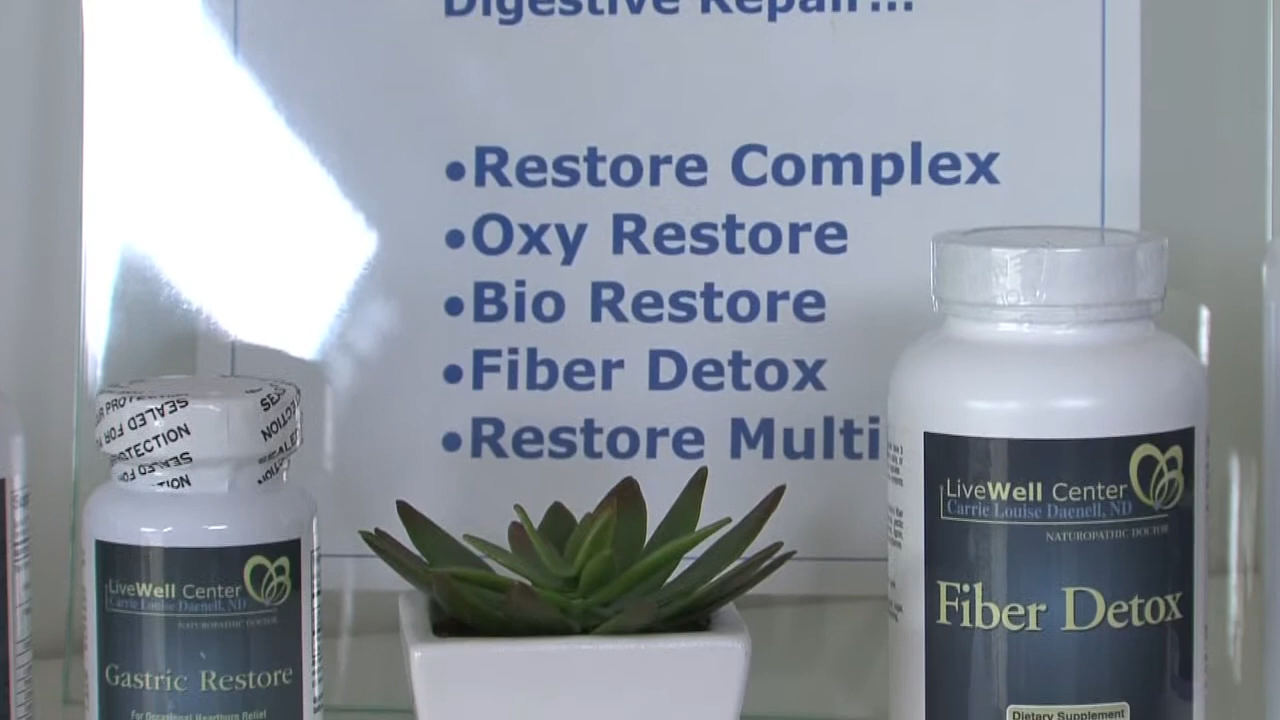 Digestive Repair...
•Restore Complex
•Oxy Restore
•Bio Restore
•Fiber Detox
•Restore Multi
SEALED FOR
PROTECTION
SEALED
LiveWell Center
Carrie Louise Daenell, ND
NATUROPATHIC DOCTOR
Gastric Restore
For Occasional Heartburn Relief
LiveWell Center
Carrie Louise Daenell, ND
NATUROPATHIC DOCTOR
Fiber Detox
Dietary Supplement